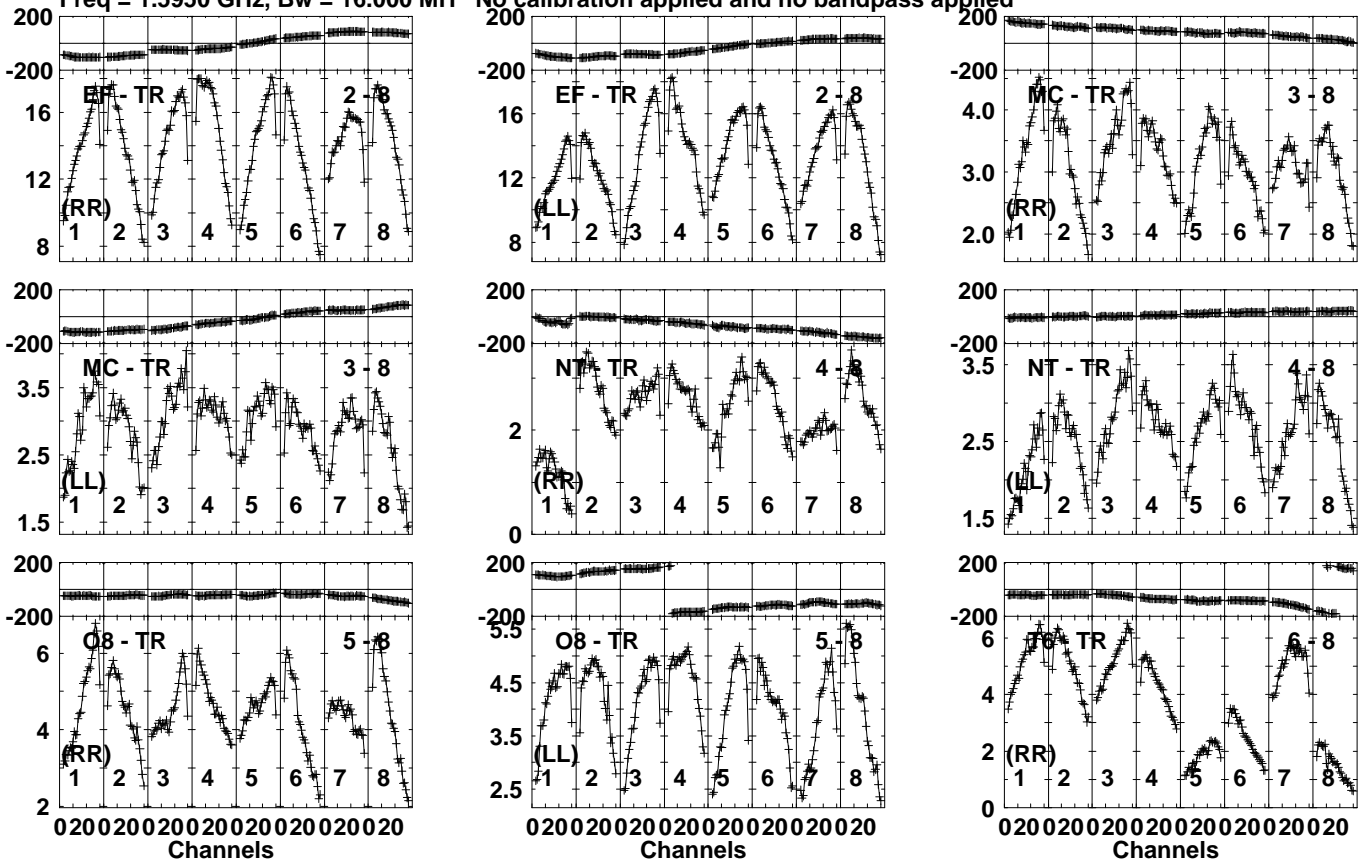 Freq = 1.5950 GHz, Bw = 16.000 MH No calibration applied and no bandpass applied
200 200 200
-200 -200 -200
EF - TR 2 - 8 EF - TR 2 - 8 MC - TR 3 - 8
16 16 4.0
12 12 3.0
(RR) (LL) (RR)
1 2 3 4 5 6 7 8 1 2 3 4 5 6 7 8 1 2 3 4 5 6 7 8
8 8 2.0
200 200 200
-200 -200 -200
MC - TR 3 - 8 NT - TR 4 - 8 NT - TR 4 - 8
3.5 3.5
2.5 2 2.5
(LL) (RR) (LL)
1 2 3 4 5 6 7 8 1 2 3 4 5 6 7 8 1 2 3 4 5 6 7 8
1.5 0 1.5
200 200 200
-200 -200 -200
O8 - TR 5 - 8 O8 - TR 5 - 8 T6 - TR 6 - 8
5.5
6 4.5 6
4 3.5 4
(RR) (LL) (RR)
1 2 3 4 5 6 7 8 1 2 3 4 5 6 7 8 1 2 3 4 5 6 7 8
2 2.5 2
0
0 20 0 20 0 20 0 20 0 20 0 20 0 20 0 20 0 20 0 20 0 20 0 20 0 20 0 20 0 20 0 20 0 20 0 20 0 20 0 20 0 20 0 20 0 20 0 20
Channels Channels Channels